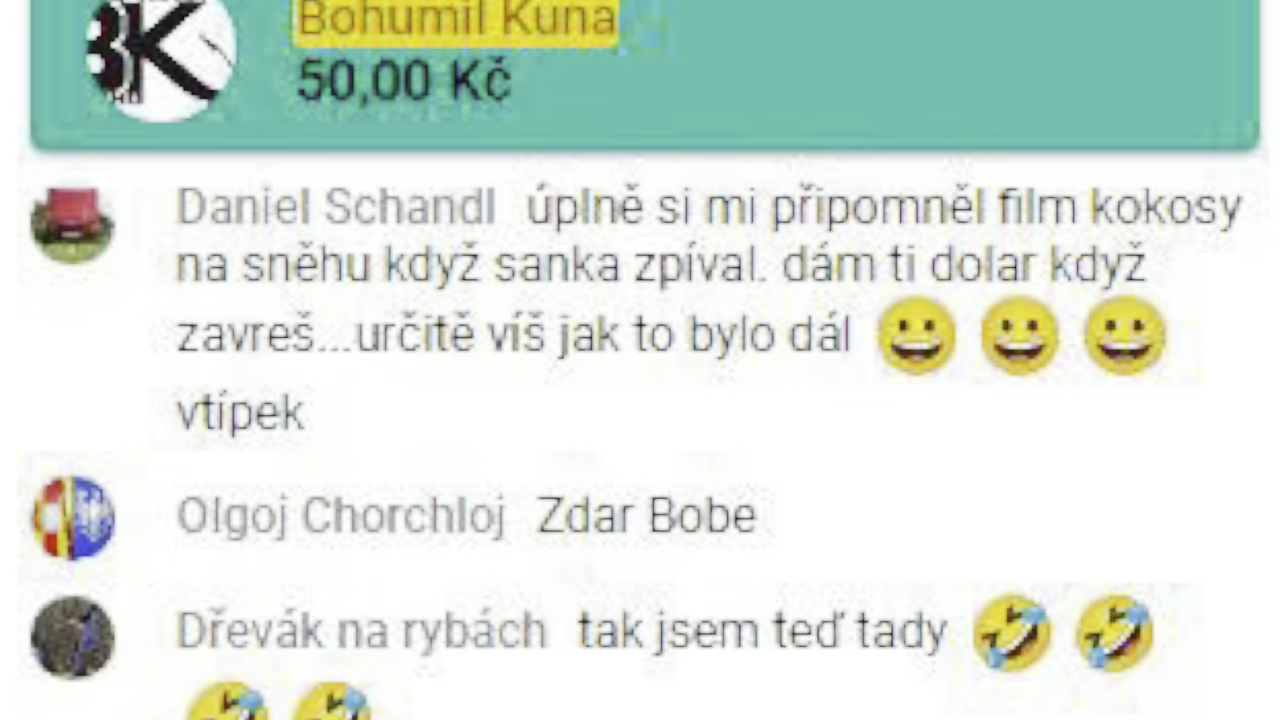 Bohumil Kuna
50,00 Kč
Daniel Schandl úplně si mi připomněl film kokosy
na sněhu když sanka zpíval. dám ti dolar když
zavreš...určitě víš jak to bylo dál 😀 😀 😀
vtípek
Olgoj Chorchloj Zdar Bobe
Dřevák na rybách tak jsem teď tady 🤣 🤣
🤣 🤣